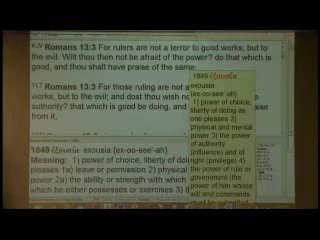 KJV Romans 13:3 For rulers are not a terror to good works, but to
the evil. Wilt thou then not be afraid of the power? do that which is
good, and thou shalt have praise of the same:
YLT Romans 13:3 For those ruling are not a
to the evil; and dost thou wish no
authority? that which is good be doing, and
from it,
1849 ἐξουσία
exousia
(ex-oo-see'-ah)
1) power of choice,
liberty of doing as
one pleases 2)
physical and mental
power 3) the power
of authority
(influence) and of
right (privilege) 4)
the power of rule or
government (the
power of him whose
will and commands
must be submitted
1849 ἐξουσία exousia {ex-oo-see'-ah}
Meaning: 1) power of choice, liberty of doi
pleases 1a) leave or permission 2) physical
power 2a) the ability or strength with which
which he either possesses or exercises 3) th